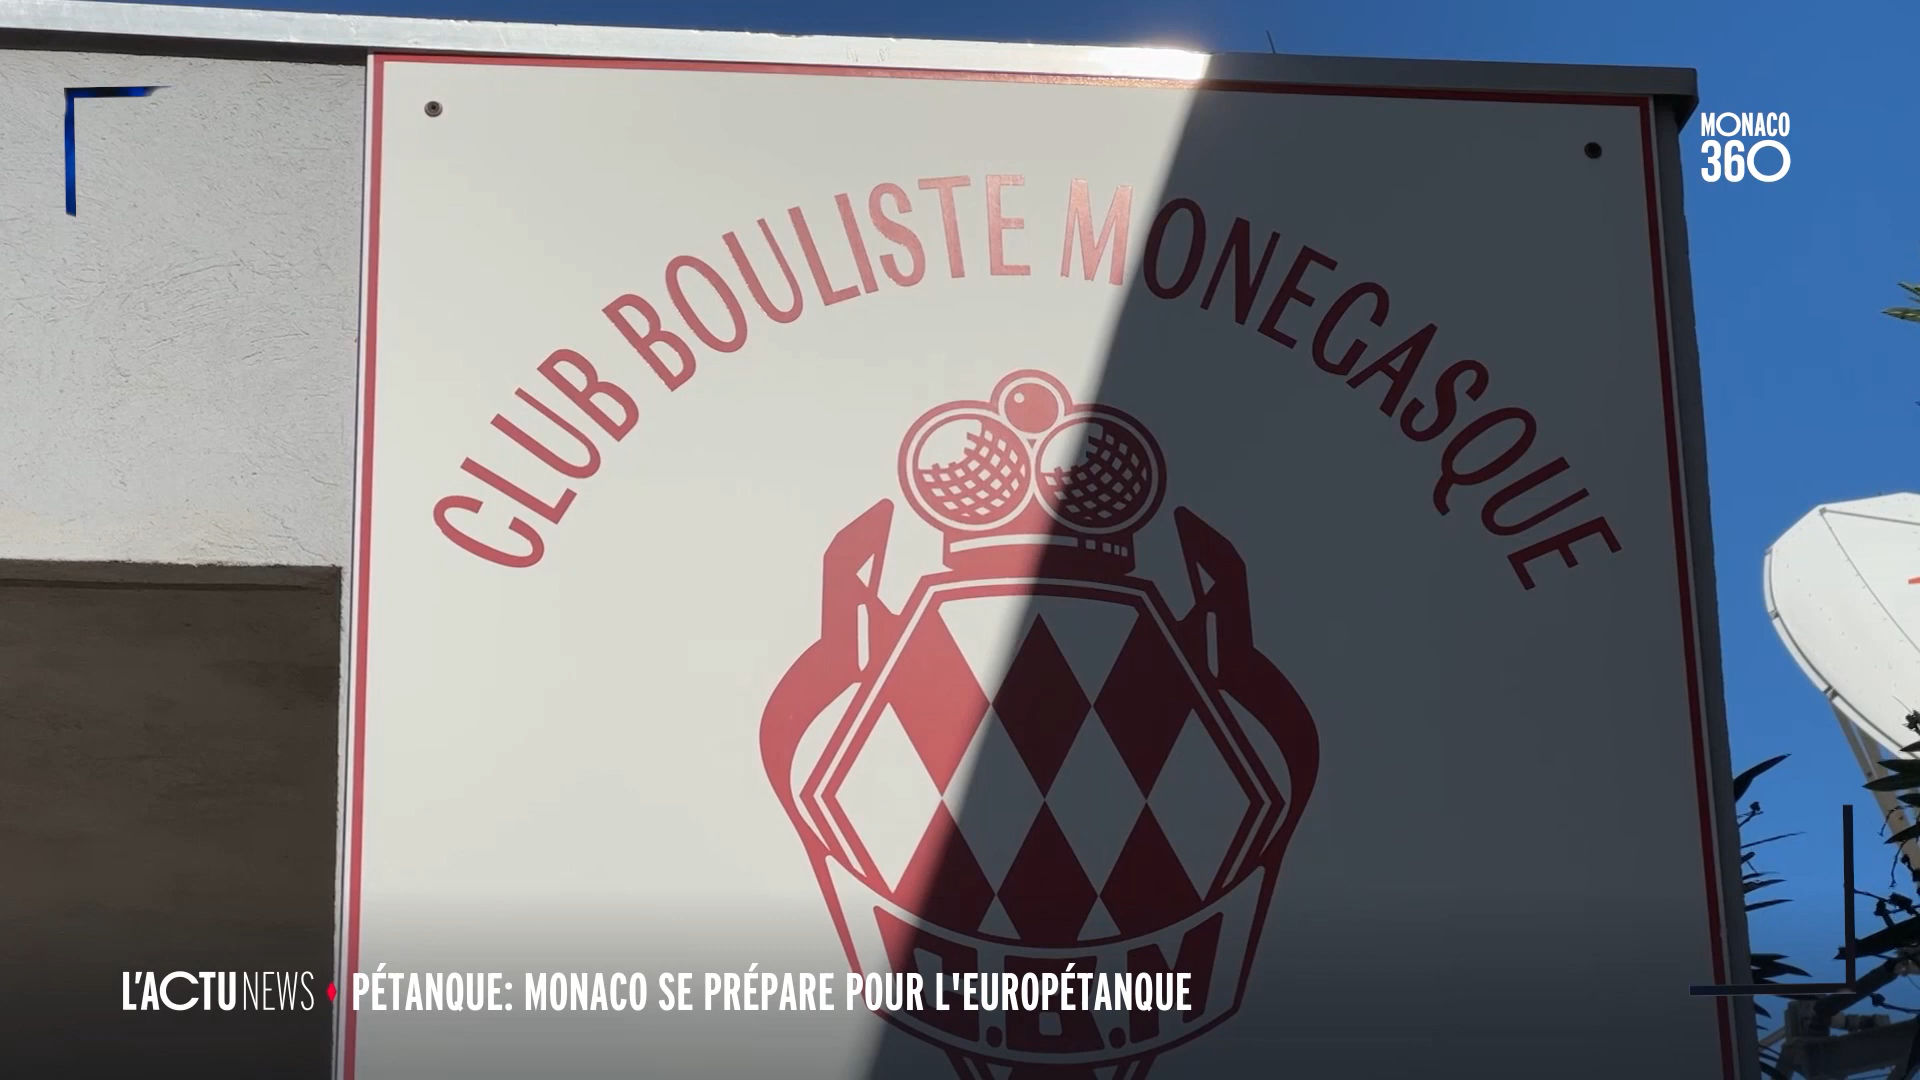 MONACO
360
CLUB BOULISTE MONEGASQUE
C.B.M
L'ACTU NEWS ♦ PÉTANQUE: MONACO SE PRÉPARE POUR L'EUROPÉTANQUE